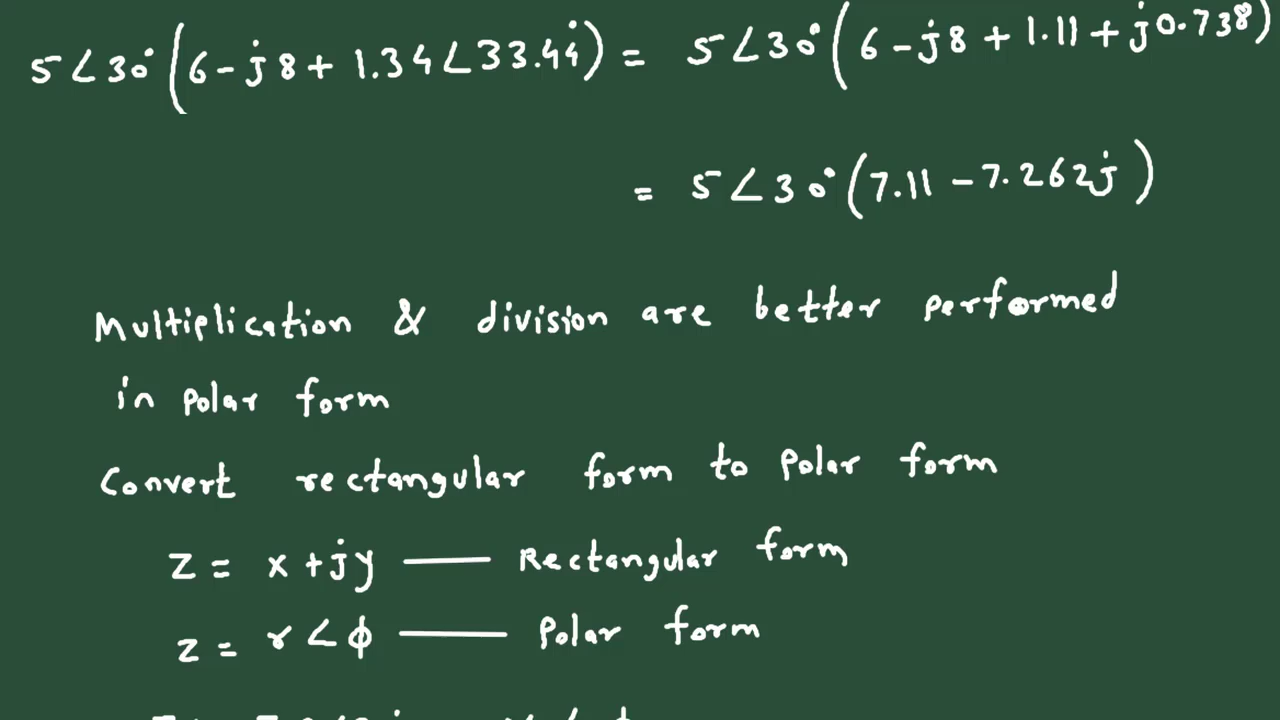 5∠30°(6-j8+1.34∠33.44°) = 5∠30°(6-j8+1.11+j0.738)
= 5∠30°(7.11-7.262j)
Multiplication & division are better performed
in polar form
Convert rectangular form to polar form
z = x+jy — Rectangular form
z = r∠ϕ — Polar form